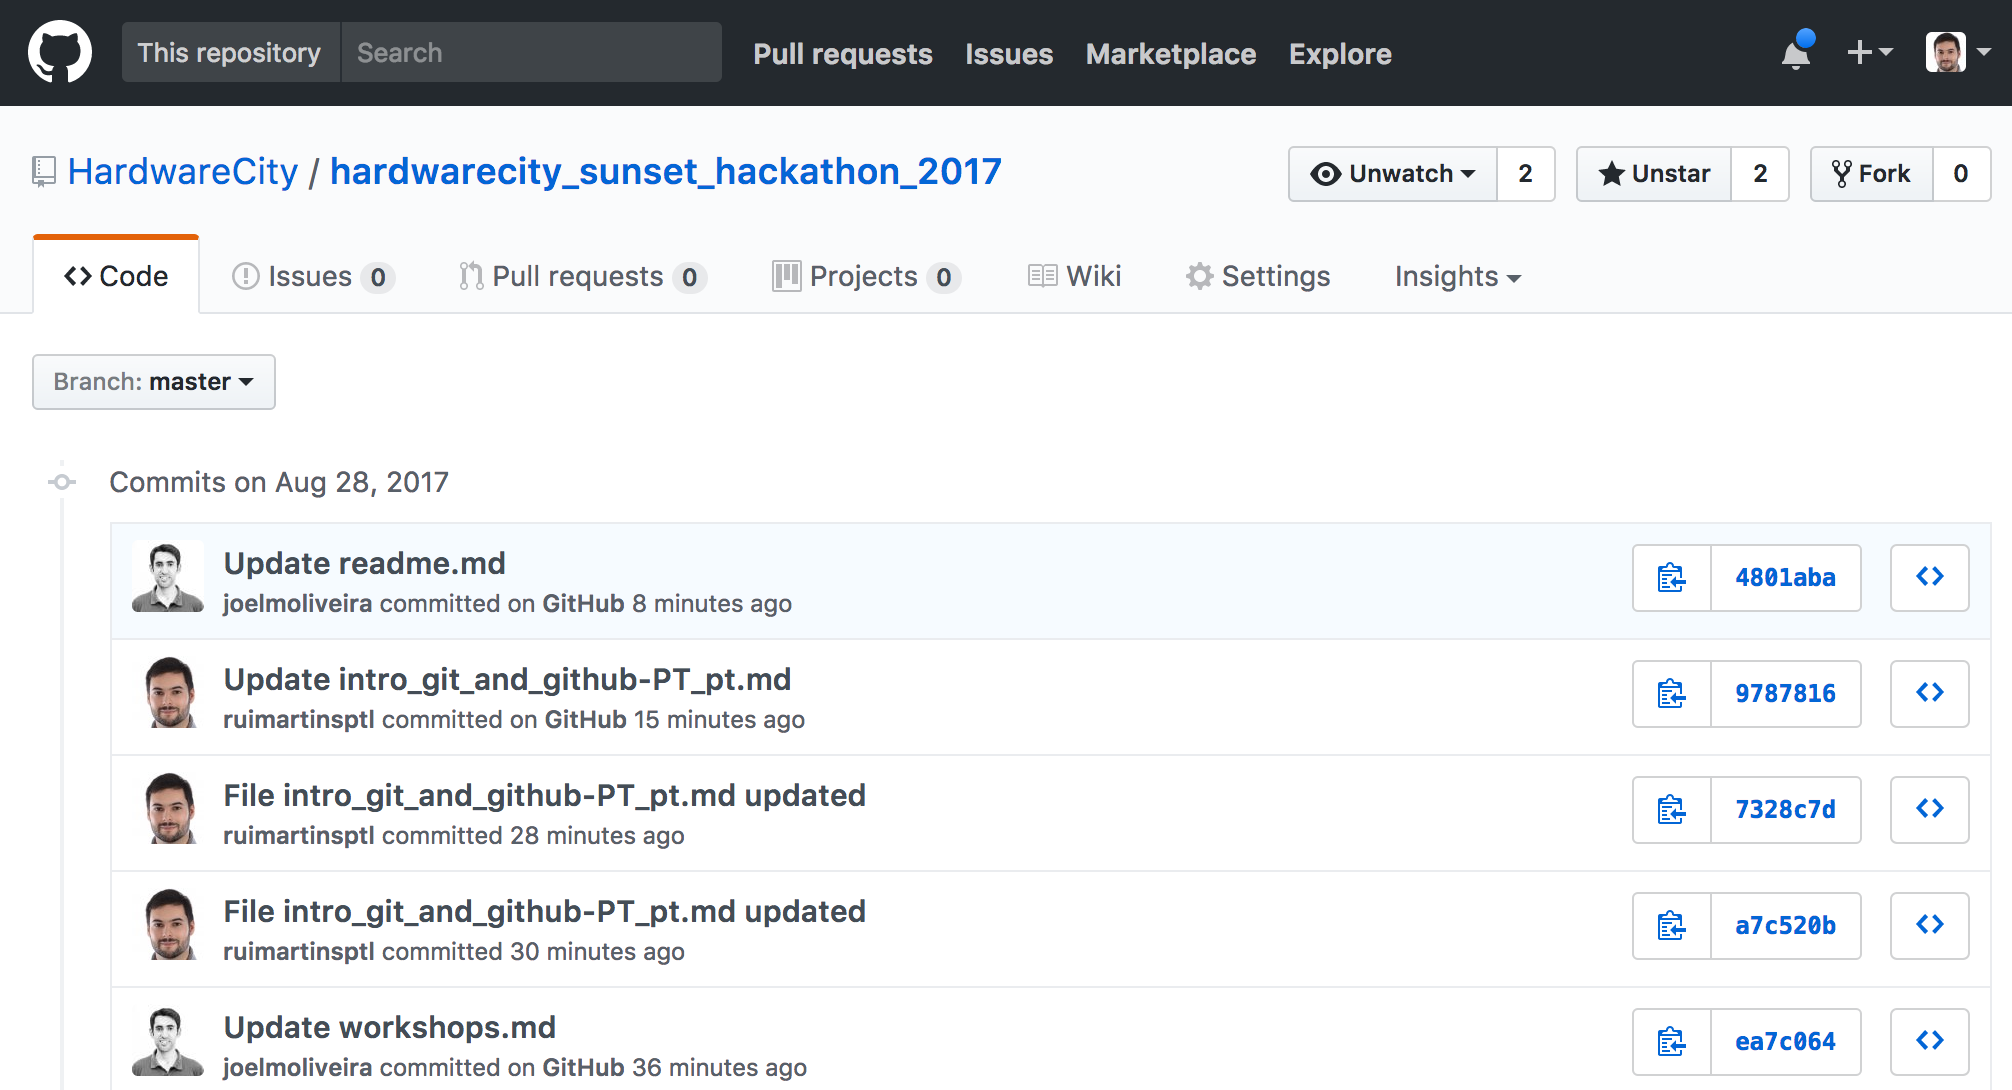 This repository Search Pull requests Issues Marketplace Explore
HardwareCity / hardwarecity_sunset_hackathon_2017 Unwatch 2 Unstar 2 Fork 0
Code Issues 0 Pull requests 0 Projects 0 Wiki Settings Insights
Branch: master
Commits on Aug 28, 2017
Update readme.md
joelmoliveira committed on GitHub 8 minutes ago
4801aba
Update intro_git_and_github-PT_pt.md
ruimartinsptl committed on GitHub 15 minutes ago
9787816
File intro_git_and_github-PT_pt.md updated
ruimartinsptl committed 28 minutes ago
7328c7d
File intro_git_and_github-PT_pt.md updated
ruimartinsptl committed 30 minutes ago
a7c520b
Update workshops.md
joelmoliveira committed on GitHub 36 minutes ago
ea7c064